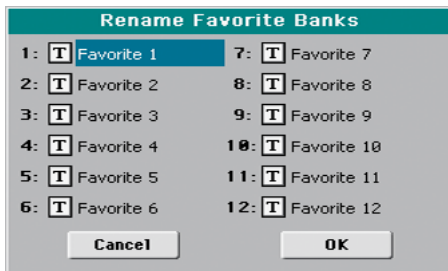 Rename Favorite Banks
1: T Favorite 1
2: T Favorite 2
3: T Favorite 3
4: T Favorite 4
5: T Favorite 5
6: T Favorite 6
7: T Favorite 7
8: T Favorite 8
9: T Favorite 9
10: T Favorite 10
11: T Favorite 11
12: T Favorite 12
Cancel
OK